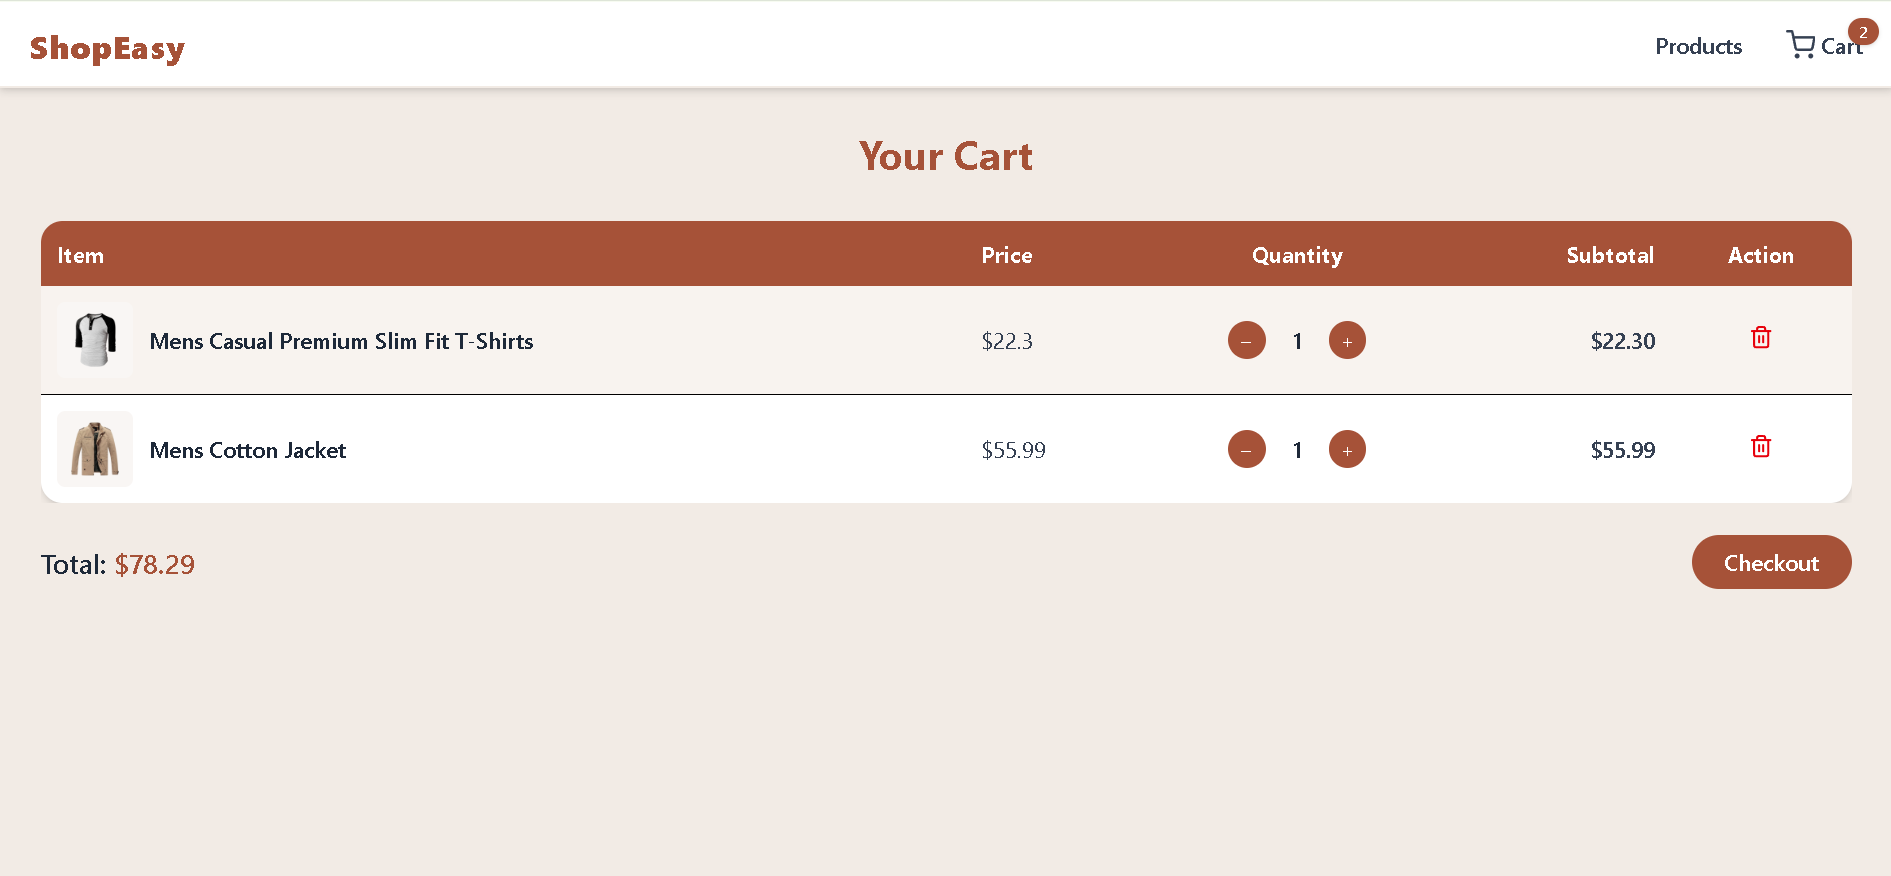 ShopEasy
Products
Cart
2
Your Cart
Item Price Quantity Subtotal Action
Mens Casual Premium Slim Fit T-Shirts $22.3 – 1 + $22.30
Mens Cotton Jacket $55.99 – 1 + $55.99
Total: $78.29
Checkout